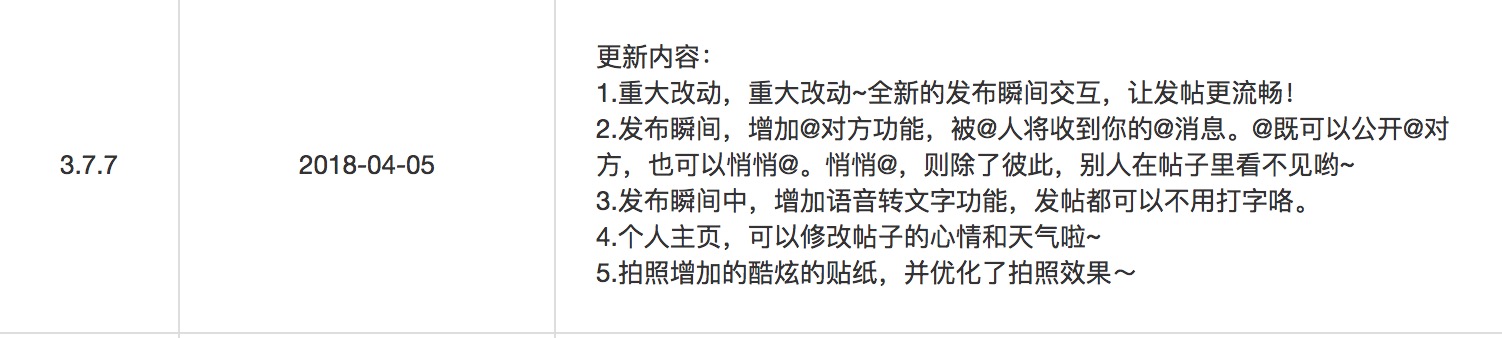 更新内容：
1.重大改动，重大改动~全新的发布瞬间交互，让发帖更流畅！
2.发布瞬间，增加@对方功能，被@人将收到你的@消息。@既可以公开@对
3.7.7
2018-04-05
方，也可以悄悄@。悄悄@，则除了彼此，别人在帖子里看不见哟~
3.发布瞬间中，增加语音转文字功能，发帖都可以不用打字咯。
4.个人主页，可以修改帖子的心情和天气啦~
5.拍照增加的酷炫的贴纸，并优化了拍照效果～